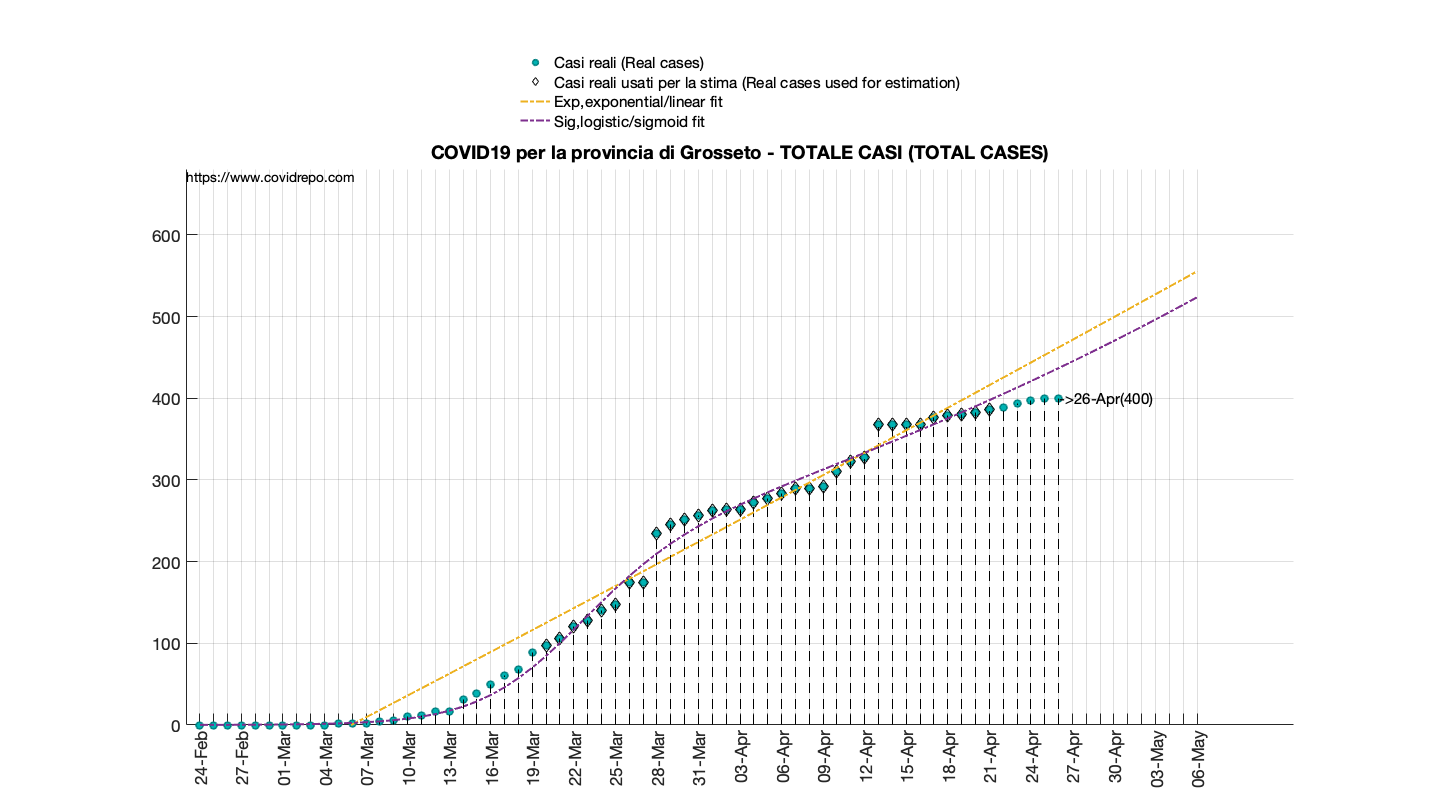 Casi reali (Real cases)
Casi reali usati per la stima (Real cases used for estimation)
Exp,exponential/linear fit
Sig,logistic/sigmoid fit
COVID19 per la provincia di Grosseto - TOTALE CASI (TOTAL CASES)
https://www.covidrepo.com
600
500
400
300
200
100
0
>26-Apr(400)
24-Feb
27-Feb
01-Mar
04-Mar
07-Mar
10-Mar
13-Mar
16-Mar
19-Mar
22-Mar
25-Mar
28-Mar
31-Mar
03-Apr
06-Apr
09-Apr
12-Apr
15-Apr
18-Apr
21-Apr
24-Apr
27-Apr
30-Apr
03-May
06-May